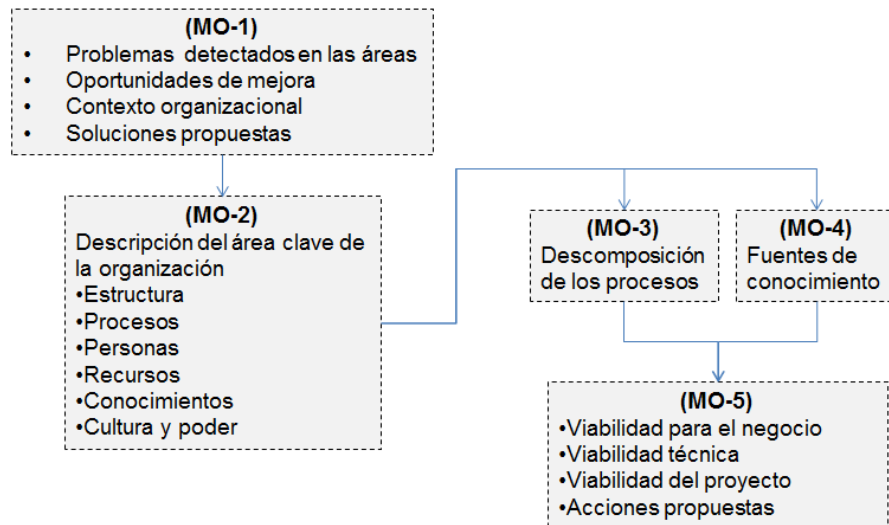 (MO-1)
• Problemas detectados en las áreas
• Oportunidades de mejora
• Contexto organizacional
• Soluciones propuestas
(MO-2)
Descripción del área clave de
la organización
•Estructura
•Procesos
•Personas
•Recursos
•Conocimientos
•Cultura y poder
(MO-3)
Descomposición
de los procesos
(MO-4)
Fuentes de
conocimiento
(MO-5)
•Viabilidad para el negocio
•Viabilidad técnica
•Viabilidad del proyecto
•Acciones propuestas